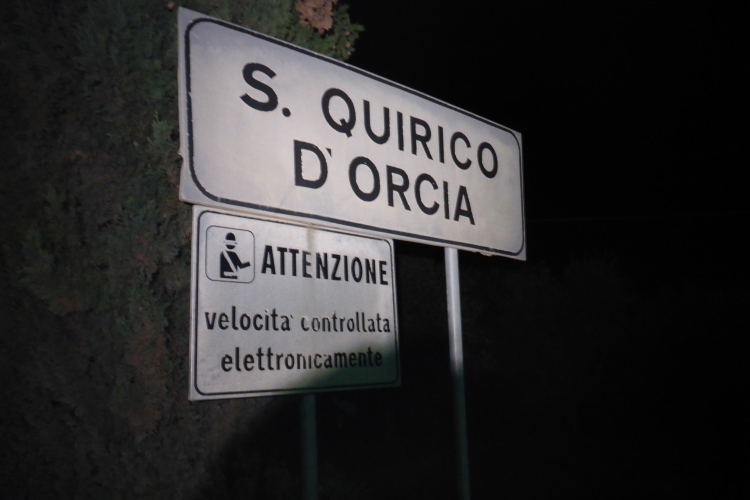 S. QUIRICO
D'ORCIA
ATTENZIONE
velocita' controllata
elettronicamente